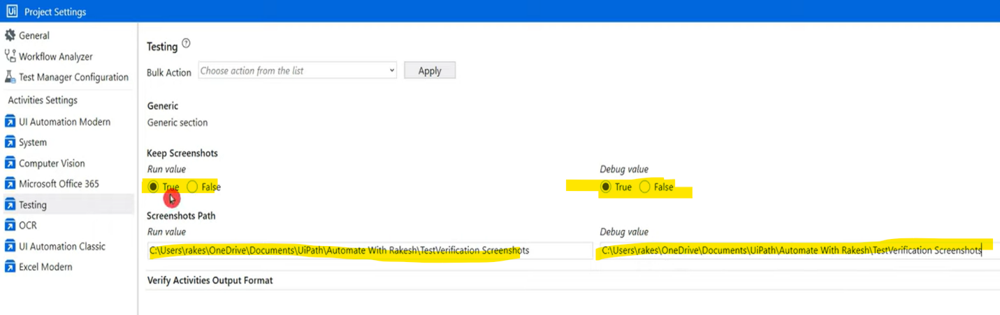 Ui Project Settings
General
Workflow Analyzer
Test Manager Configuration
Activities Settings
UI Automation Modern
System
Computer Vision
Microsoft Office 365
Testing
OCR
UI Automation Classic
Excel Modern
Testing ?
Bulk Action Choose action from the list Apply
Generic
Generic section
Keep Screenshots
Run value Debug value
True False True False
Screenshots Path
Run value Debug value
C:\Users\rakes\OneDrive\Documents\UiPath\Automate With Rakesh\TestVerification Screenshots C:\Users\rakes\OneDrive\Documents\UiPath\Automate With Rakesh\TestVerification Screenshots
Verify Activities Output Format